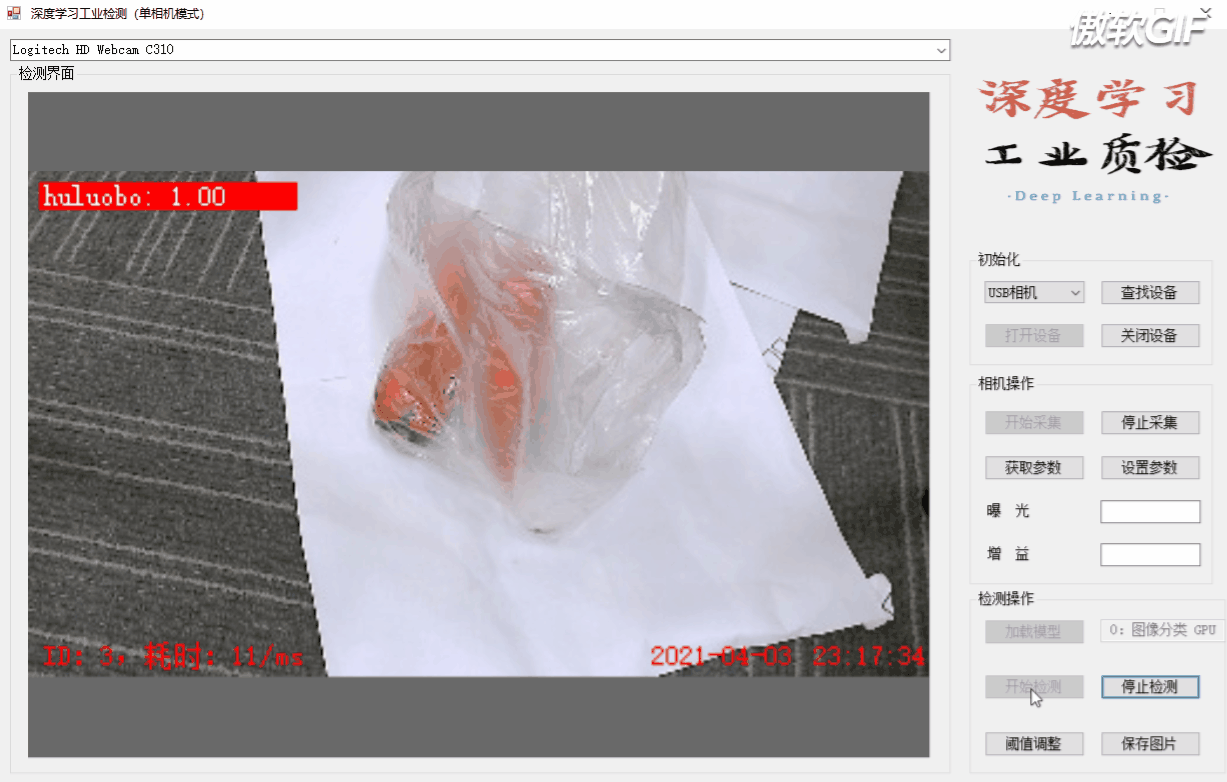 深度学习工业检测（单相机模式）
傲软GIF
Logitech HD Webcam C310
检测界面
huluobo: 1.00
ID: 3, 耗时: 11/ms
2021-04-03 23:17:34
深度学习
工业质检
-Deep Learning-
初始化
USB相机 查找设备
打开设备 关闭设备
相机操作
开始采集 停止采集
获取参数 设置参数
曝 光
增 益
检测操作
加载模型 0: 图像分类 GPU
开始检测 停止检测
阈值调整 保存图片